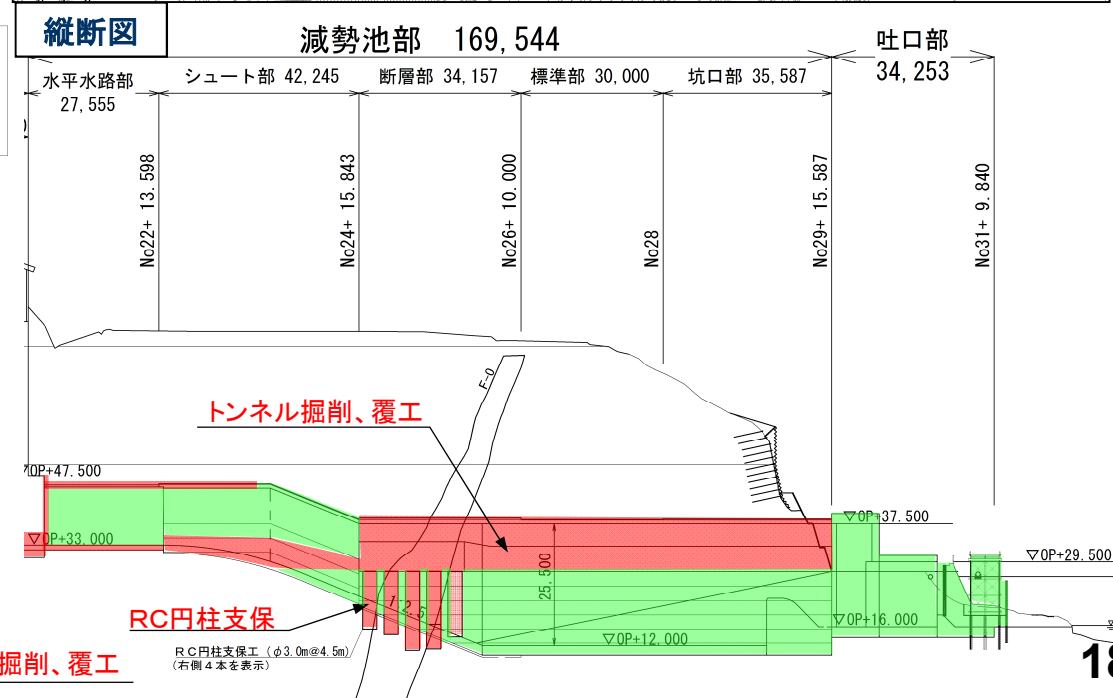 縦断図
減勢池部 169,544
吐口部
34,253
水平水路部
27,555
シュート部 42,245
断層部 34,157
標準部 30,000
坑口部 35,587
No22+ 13.598
No24+ 15.843
No26+ 10.000
No28
No29+ 15.587
No31+ 9.840
F-0
トンネル掘削、覆工
▽OP+47.500
▽OP+33.000
▽OP+37.500
▽OP+29.500
25.500
1:2.5
RC円柱支保
▽OP+16.000
▽OP+12.000
RC円柱支保工（φ3.0m@4.5m）
（右側４本を表示）
掘削、覆工
18